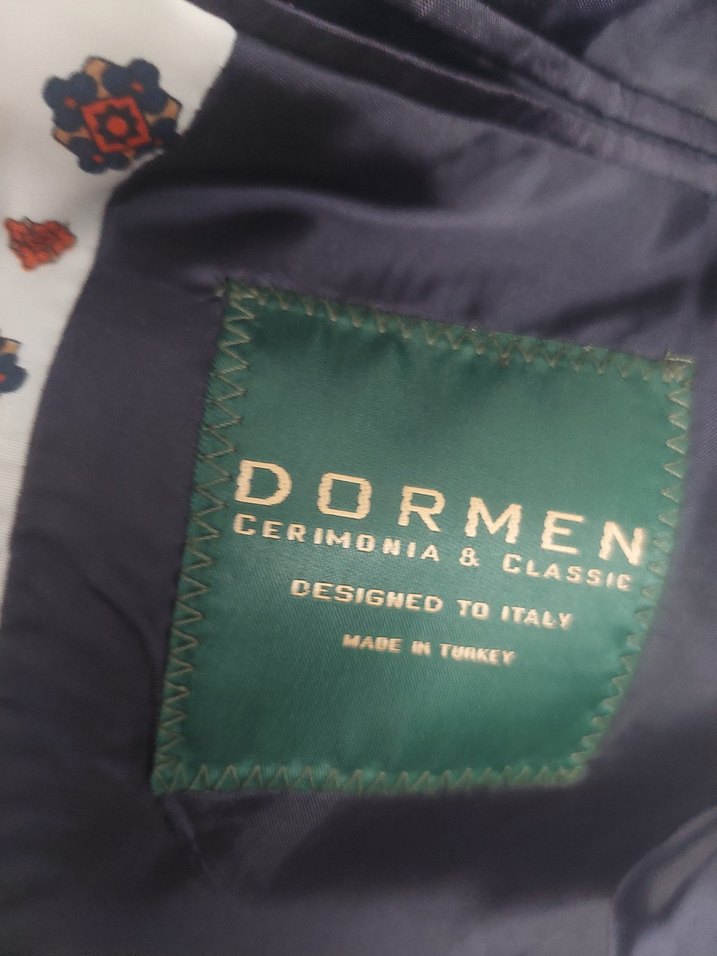 DORMEN
CERIMONIA & CLASSIC
DESIGNED TO ITALY
MADE IN TURKEY